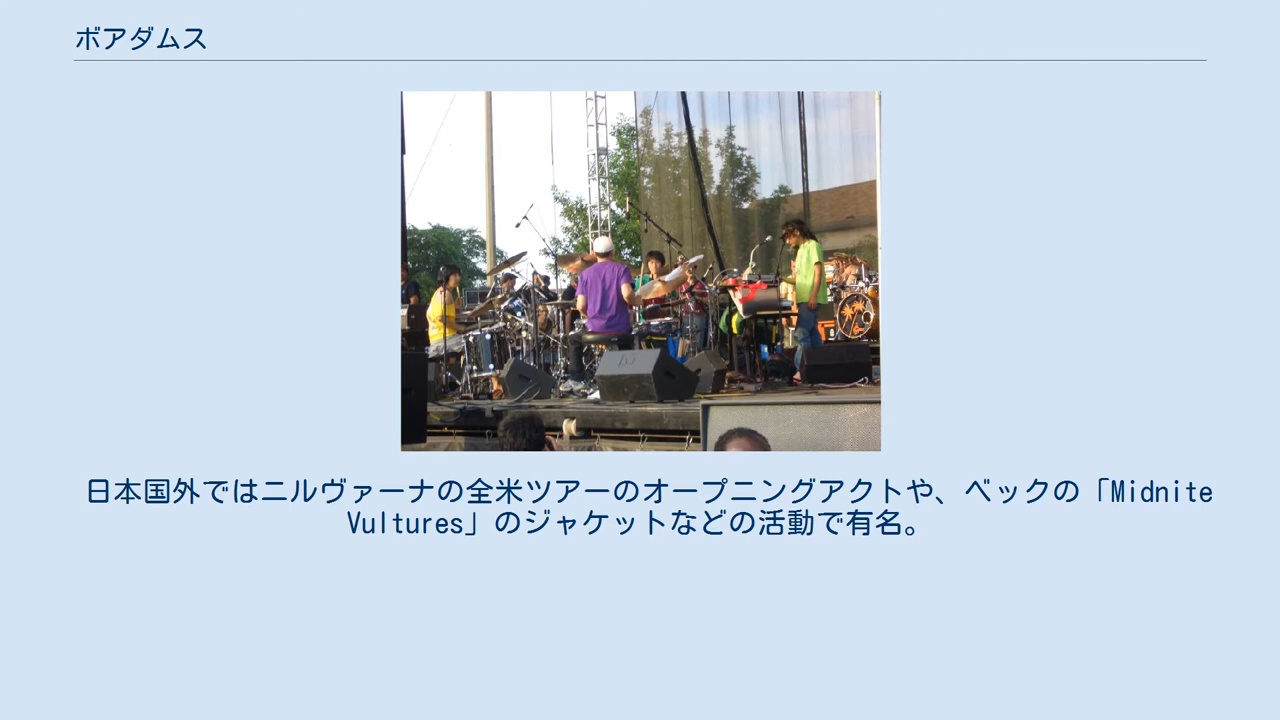 ボアダムス
日本国外ではニルヴァーナの全米ツアーのオープニングアクトや、ベックの「Midnite
Vultures」のジャケットなどの活動で有名。